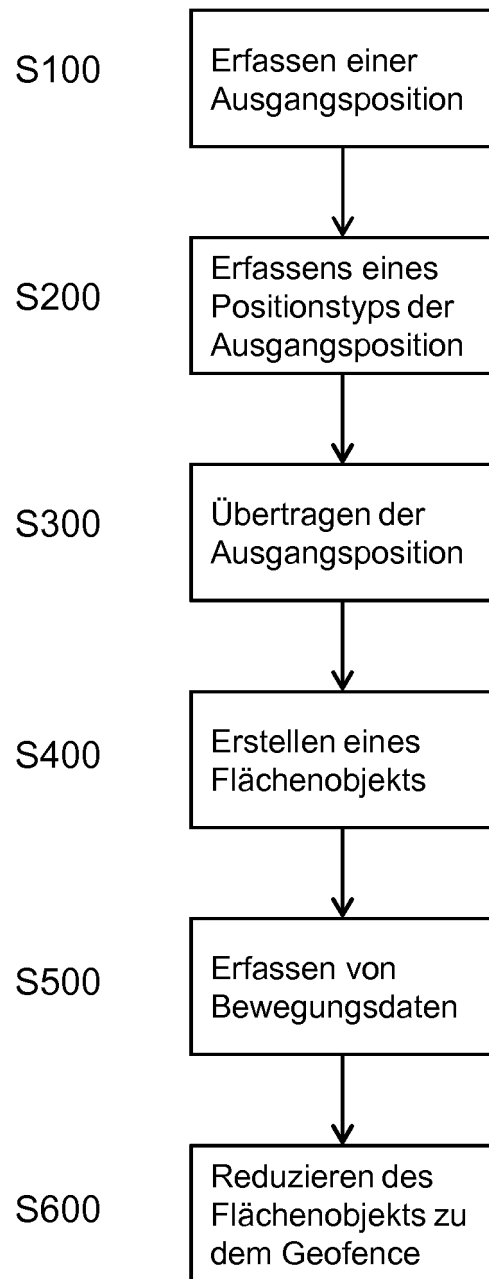 S100
Erfassen einer
Ausgangsposition
S200
Erfassens eines
Positionstyps der
Ausgangsposition
S300
Übertragen der
Ausgangsposition
S400
Erstellen eines
Flächenobjekts
S500
Erfassen von
Bewegungsdaten
S600
Reduzieren des
Flächenobjekts zu
dem Geofence